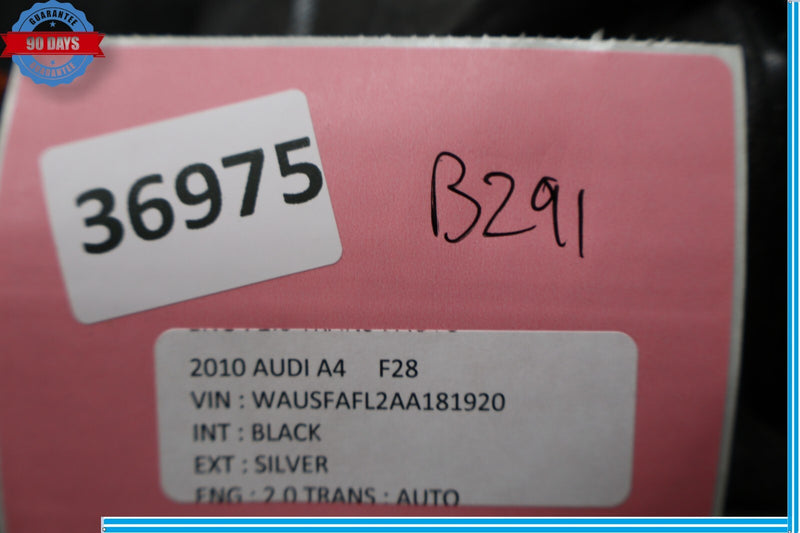 GUARANTEE
90 DAYS
GUARANTEE
36975
B291
2010 AUDI A4 F28
VIN : WAUSFAFL2AA181920
INT : BLACK
EXT : SILVER
ENG : 2.0 TRANS : AUTO